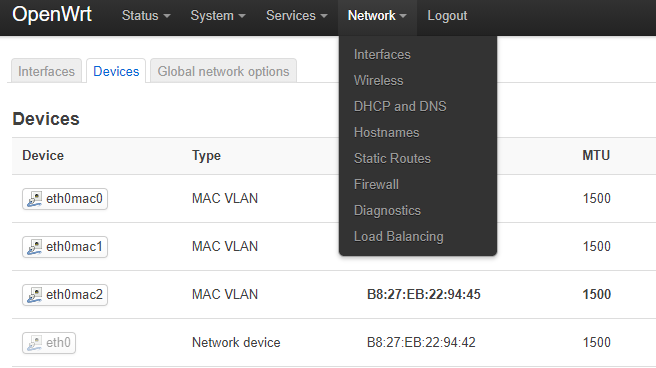 OpenWrt Status System Services Network Logout
Interfaces
Wireless
DHCP and DNS
Hostnames
Static Routes
Firewall
Diagnostics
Load Balancing
Interfaces Devices Global network options
Devices
Device Type MTU
eth0mac0 MAC VLAN 1500
eth0mac1 MAC VLAN 1500
eth0mac2 MAC VLAN B8:27:EB:22:94:45 1500
eth0 Network device B8:27:EB:22:94:42 1500